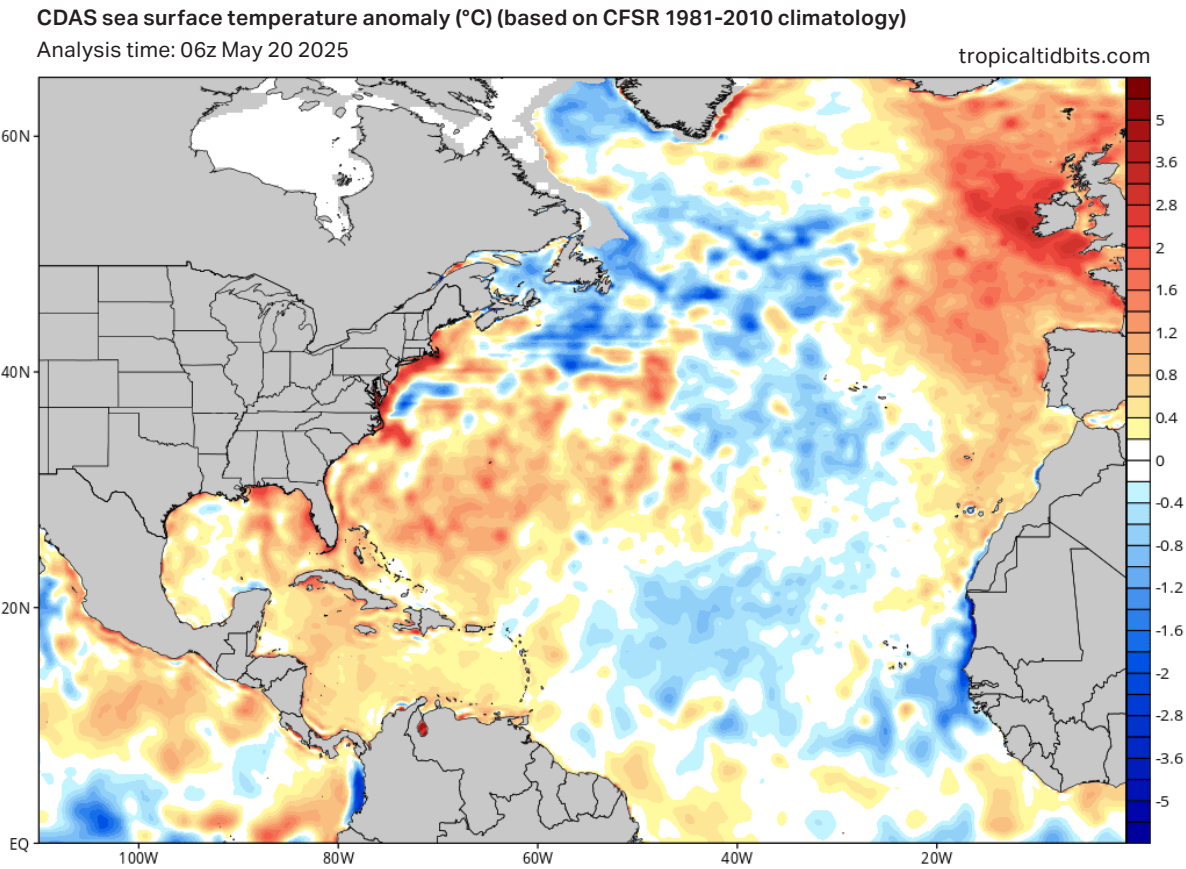 CDAS sea surface temperature anomaly (°C) (based on CFSR 1981-2010 climatology)
Analysis time: 06z May 20 2025
tropicaltidbits.com
60N
40N
20N
EQ
100W
80W
60W
40W
20W
5
3.6
2.8
2
1.6
1.2
0.8
0.4
0
-0.4
-0.8
-1.2
-1.6
-2
-2.8
-3.6
-5